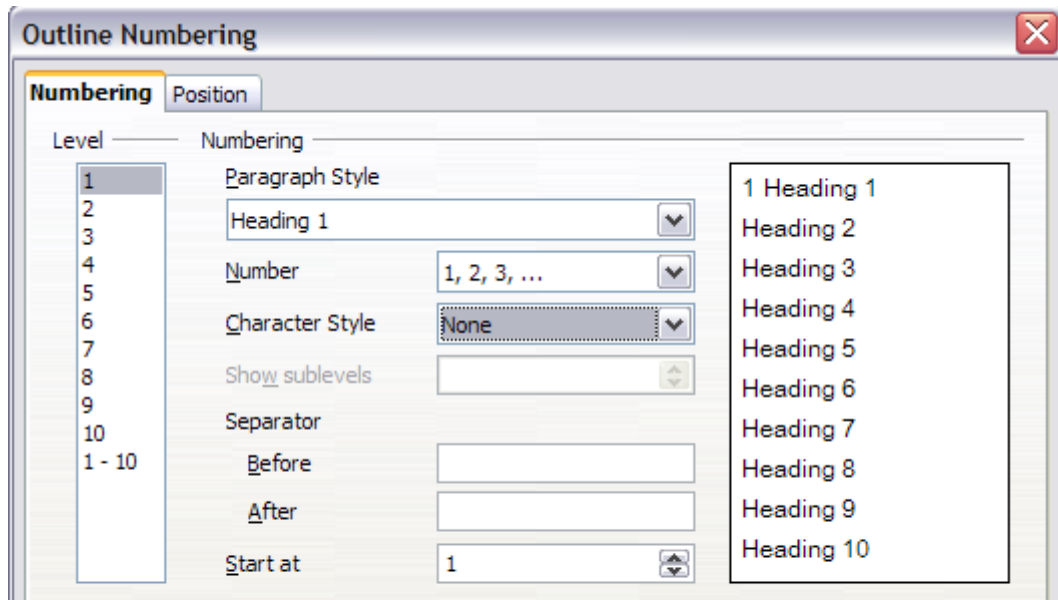 Outline Numbering
Numbering Position
Level Numbering
1
2
3
4
5
6
7
8
9
10
1 - 10
Paragraph Style
Heading 1
Number 1, 2, 3, ...
Character Style None
Show sublevels
Separator
Before
After
Start at 1
1 Heading 1
Heading 2
Heading 3
Heading 4
Heading 5
Heading 6
Heading 7
Heading 8
Heading 9
Heading 10